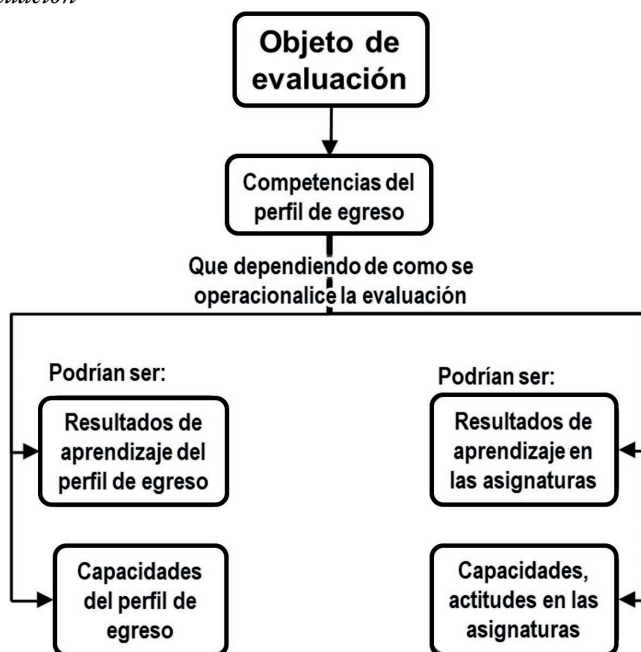 Objeto de
evaluación
Competencias del
perfil de egreso
Que dependiendo de como se
operacionalice la evaluación
Podrían ser:
Resultados de
aprendizaje del
perfil de egreso
Capacidades
del perfil de
egreso
Podrían ser:
Resultados de
aprendizaje en
las asignaturas
Capacidades,
actitudes en las
asignaturas